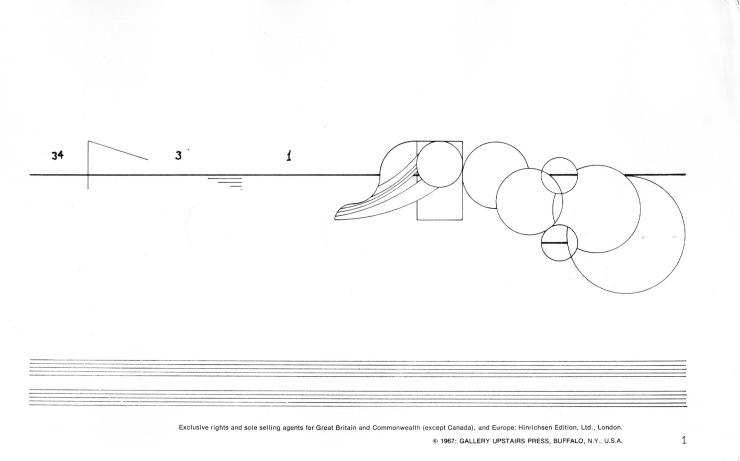 34 3 1
Exclusive rights and sole selling agents for Great Britain and Commonwealth (except Canada), and Europe: Hinrichsen Edition, Ltd., London.
© 1967: GALLERY UPSTAIRS PRESS, BUFFALO, N.Y., U.S.A.
1